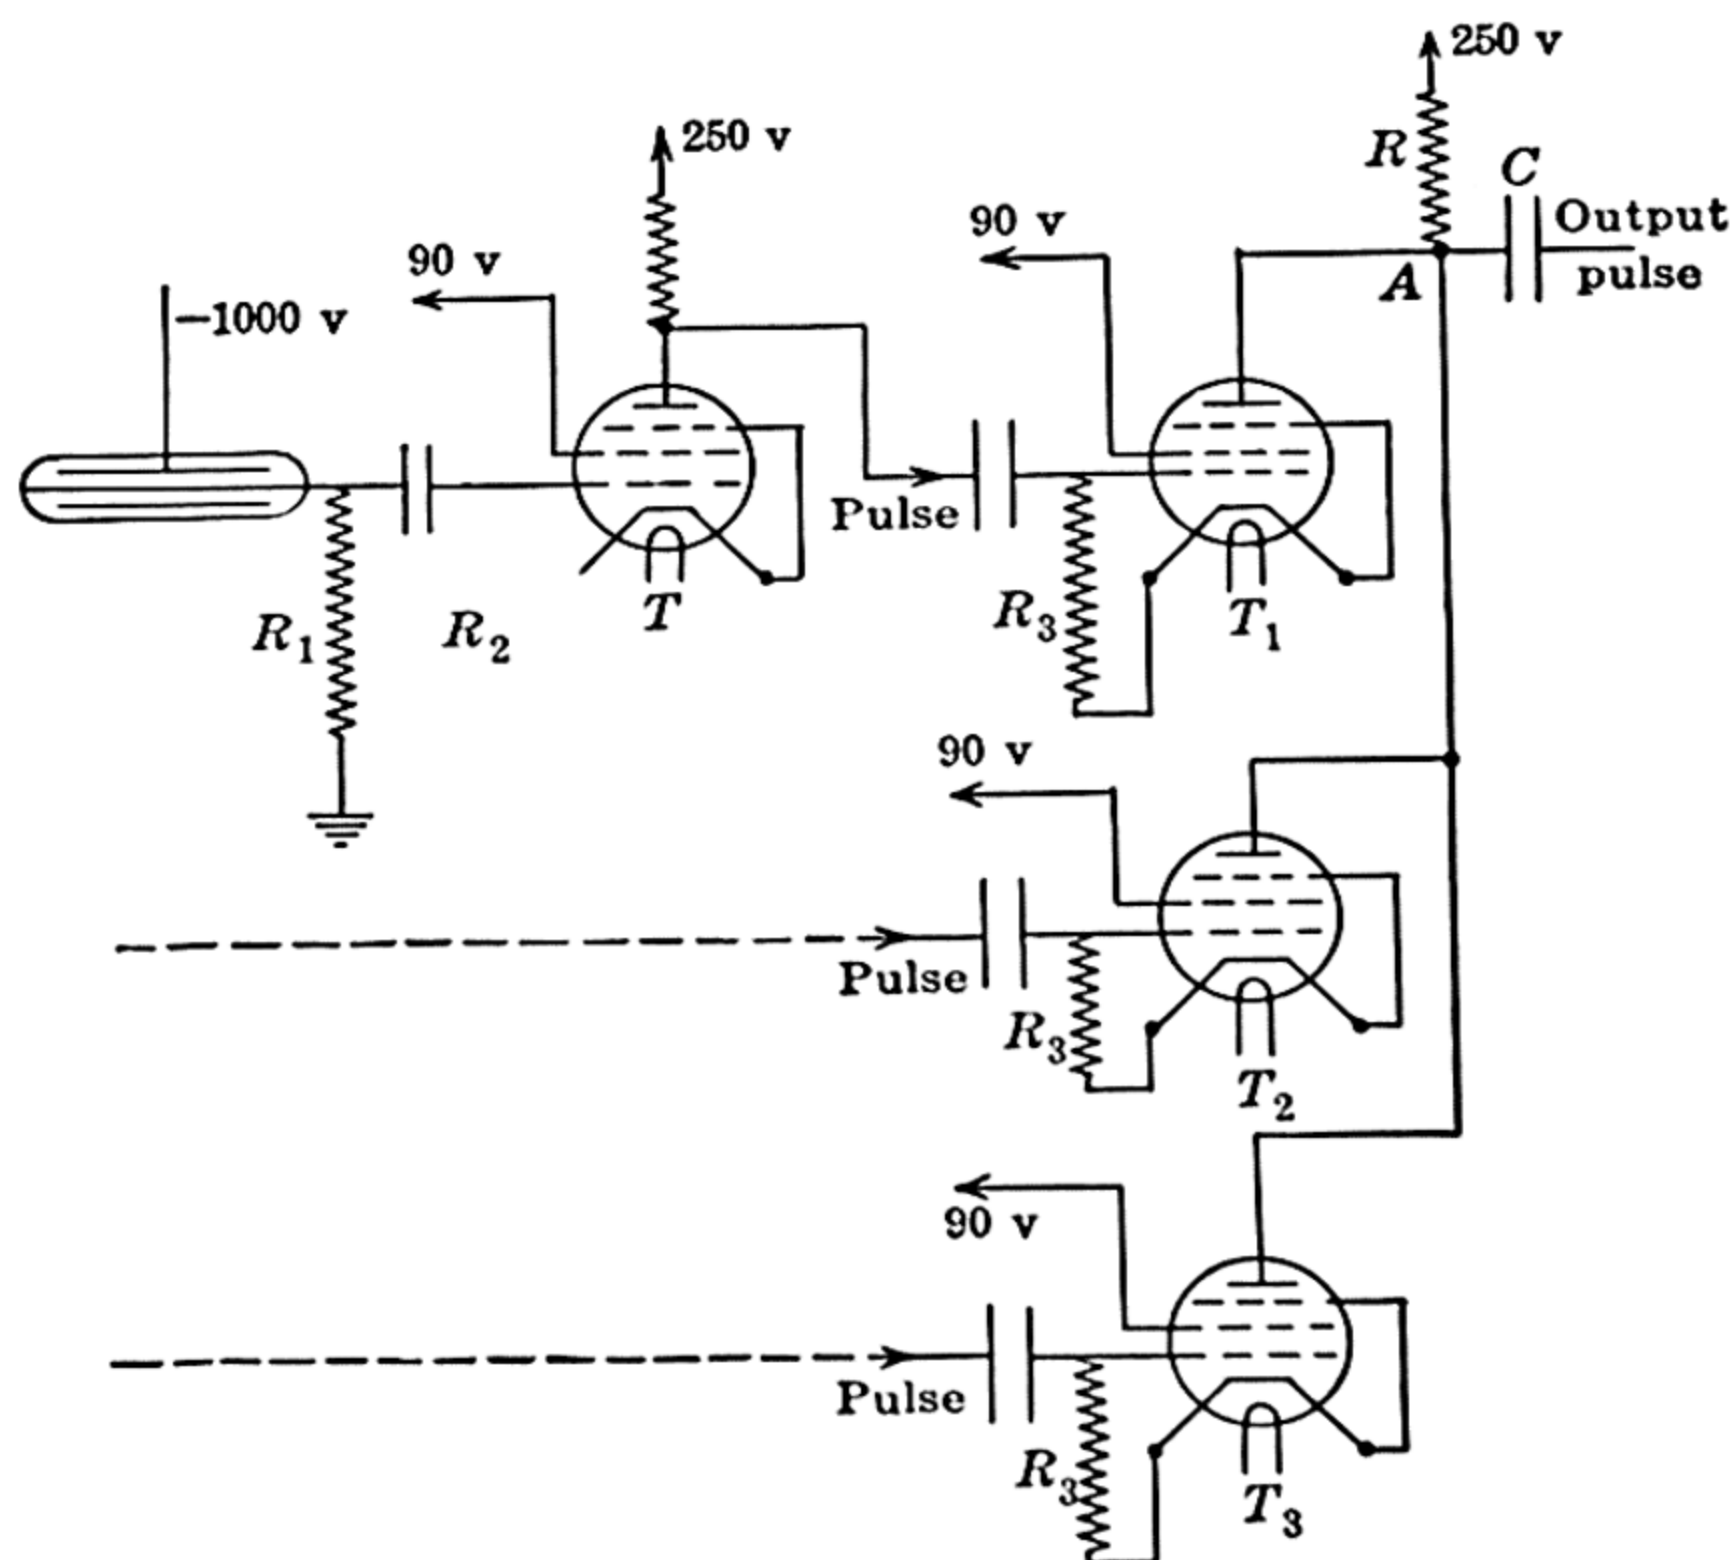 250 v
250 v
R
C
90 v
Output
pulse
90 v
A
-1000 v
Pulse
R1
R2
T
R3
T1
90 v
Pulse
R3
T2
90 v
Pulse
R3
T3